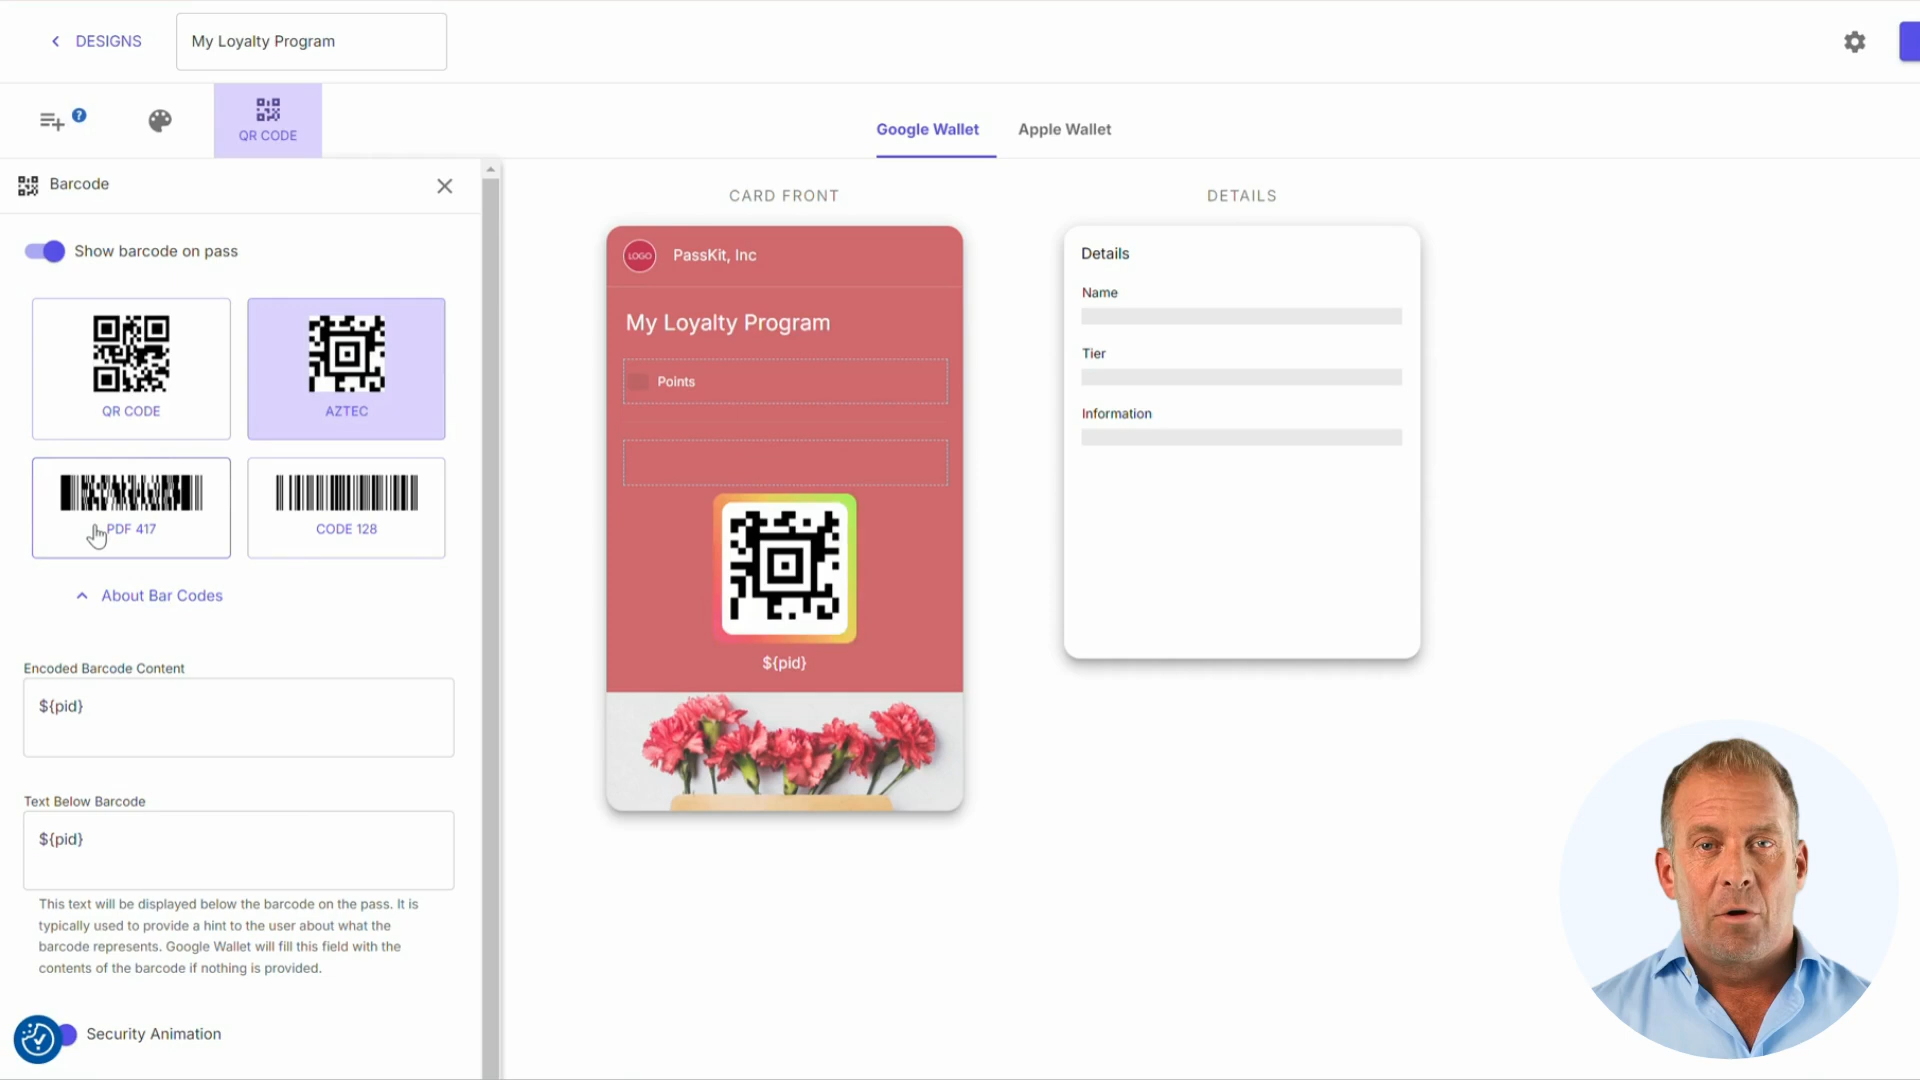 DESIGNS
My Loyalty Program
?
QR CODE
Google Wallet
Apple Wallet
Barcode
Show barcode on pass
QR CODE
AZTEC
PDF 417
CODE 128
About Bar Codes
Encoded Barcode Content
${pid}
Text Below Barcode
${pid}
This text will be displayed below the barcode on the pass. It is
typically used to provide a hint to the user about what the
barcode represents. Google Wallet will fill this field with the
contents of the barcode if nothing is provided.
Security Animation
CARD FRONT
LOGO
PassKit, Inc
My Loyalty Program
Points
${pid}
DETAILS
Details
Name
Tier
Information